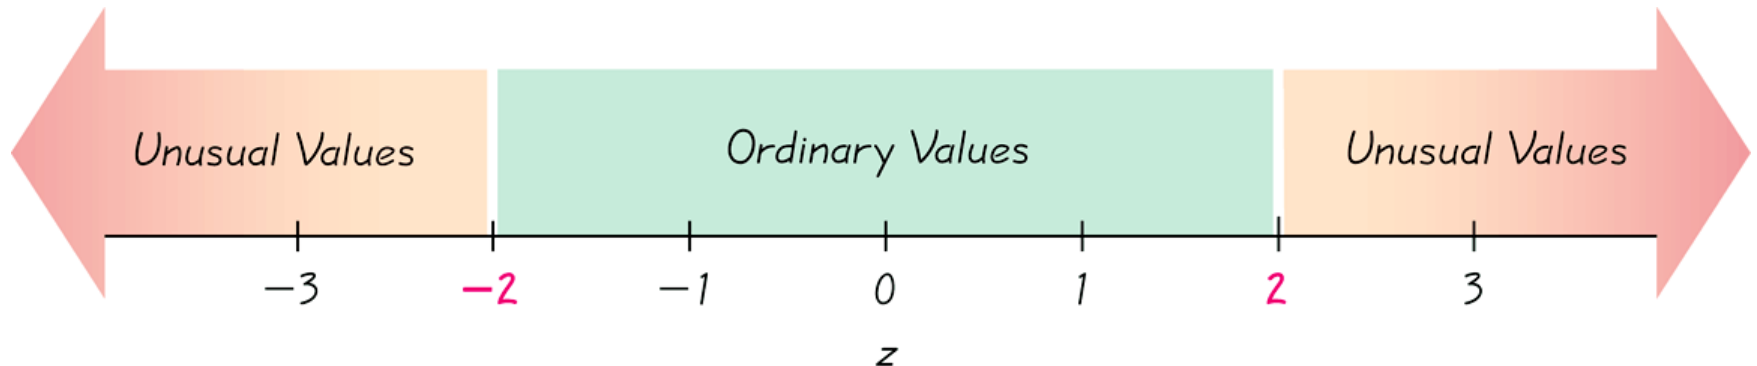 Unusual Values Ordinary Values Unusual Values
−3 −2 −1 0 1 2 3
z